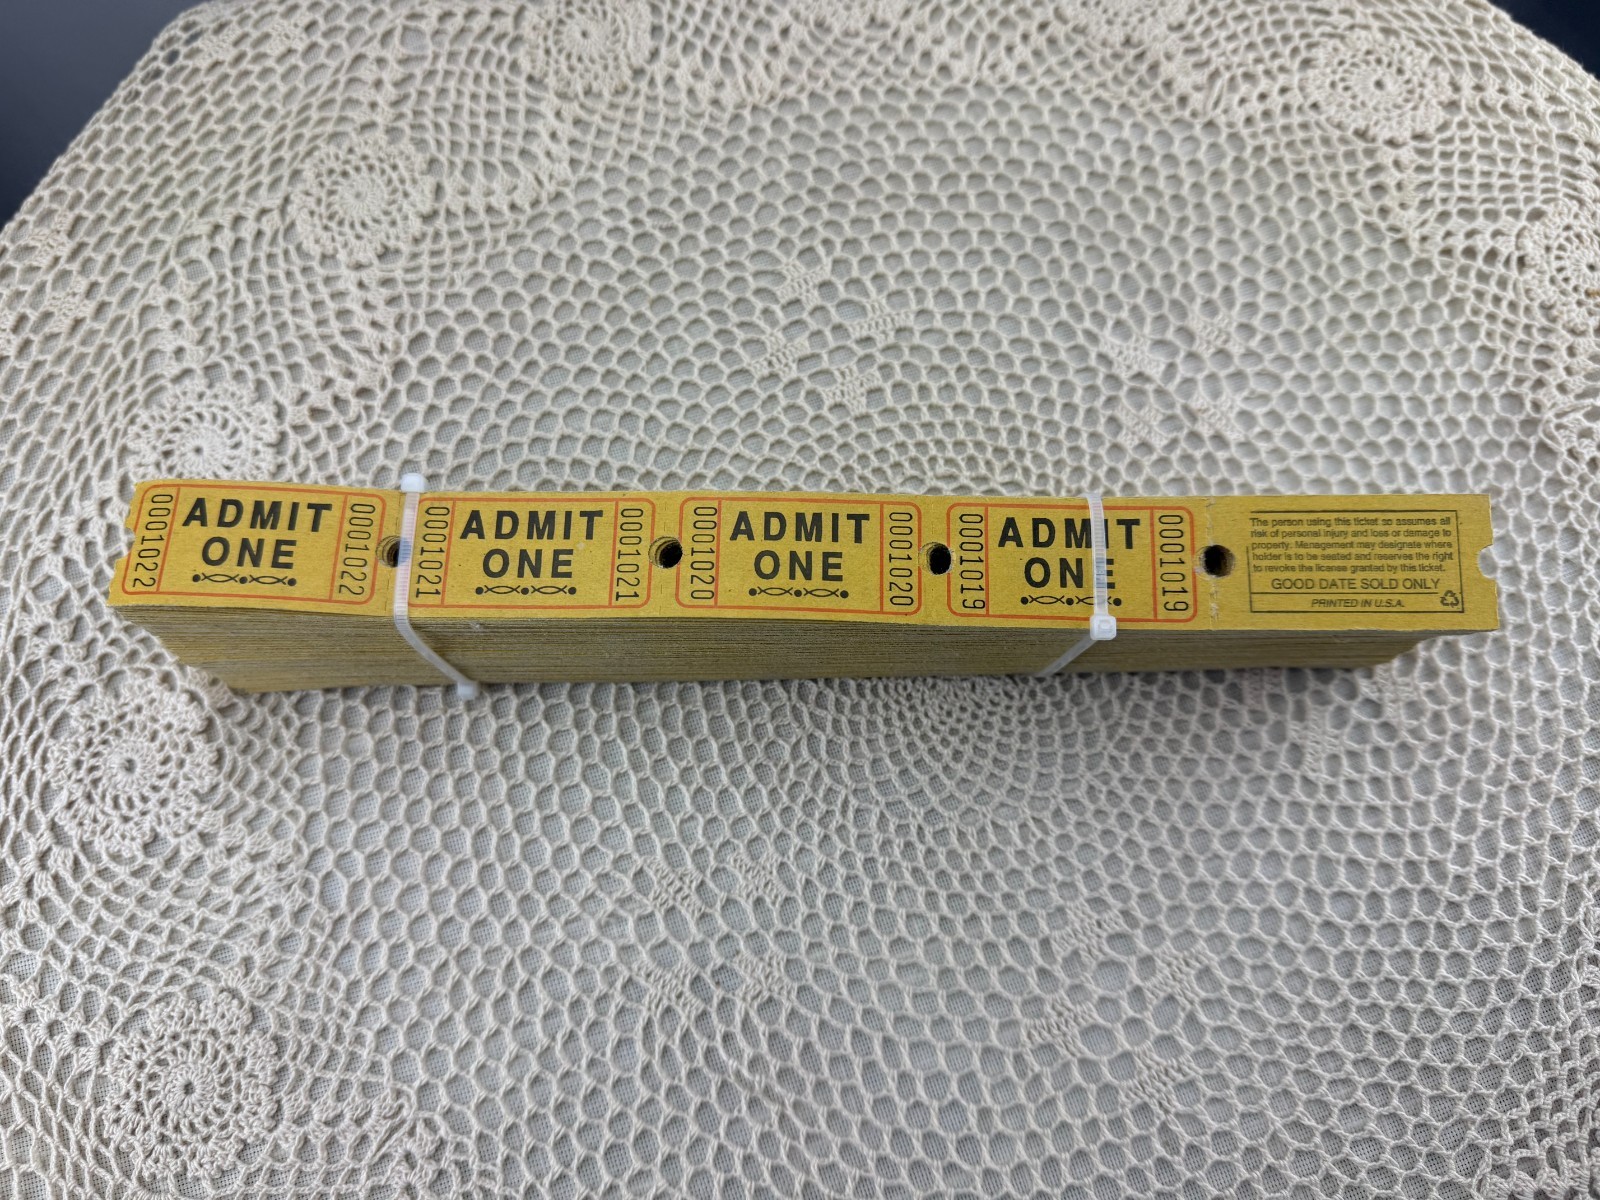 0001022
ADMIT
ONE
0001022
0001021
ADMIT
ONE
0001021
0001020
ADMIT
ONE
0001020
0001019
ADMIT
ONE
0001019
The person using this ticket so assumes all
risk of personal injury and loss or damage to
property. Management may designate where
holder is to be seated and reserves the right
to revoke the license granted by this ticket.
GOOD DATE SOLD ONLY
PRINTED IN U.S.A.